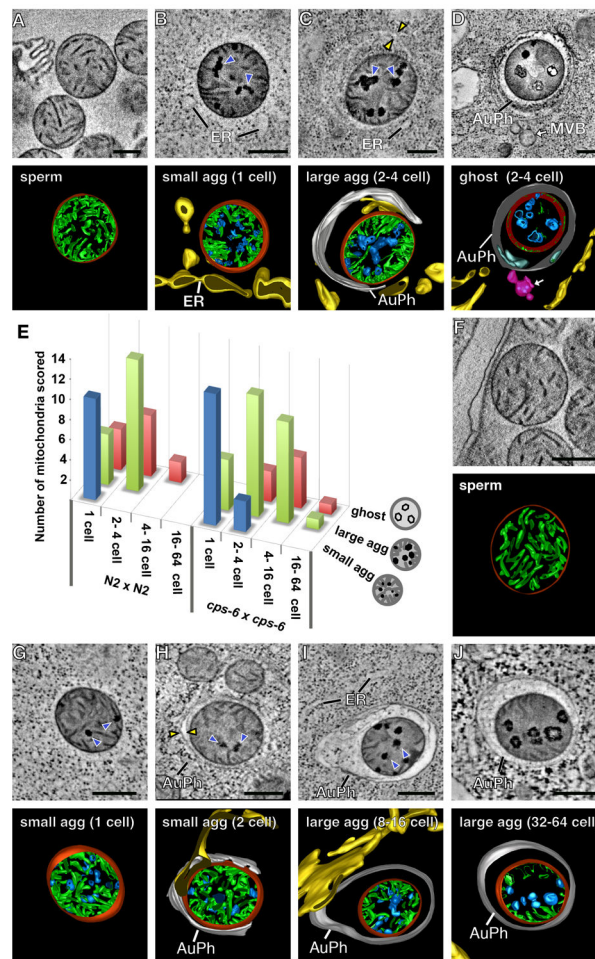 A
B
C
D
ER
ER
AuPh
MVB
sperm
small agg (1 cell)
large agg (2-4 cell)
ghost (2-4 cell)
ER
AuPh
AuPh
E
F
Number of mitochondria scored
14
12
10
8
6
4
2
1 cell
2- 4 cell
4- 16 cell
16- 64 cell
1 cell
2- 4 cell
4- 16 cell
16- 64 cell
N2 x N2
cps-6 x cps-6
ghost
large agg
small agg
sperm
G
H
I
J
ER
AuPh
AuPh
AuPh
small agg (1 cell)
small agg (2 cell)
large agg (8-16 cell)
large agg (32-64 cell)
AuPh
AuPh
AuPh